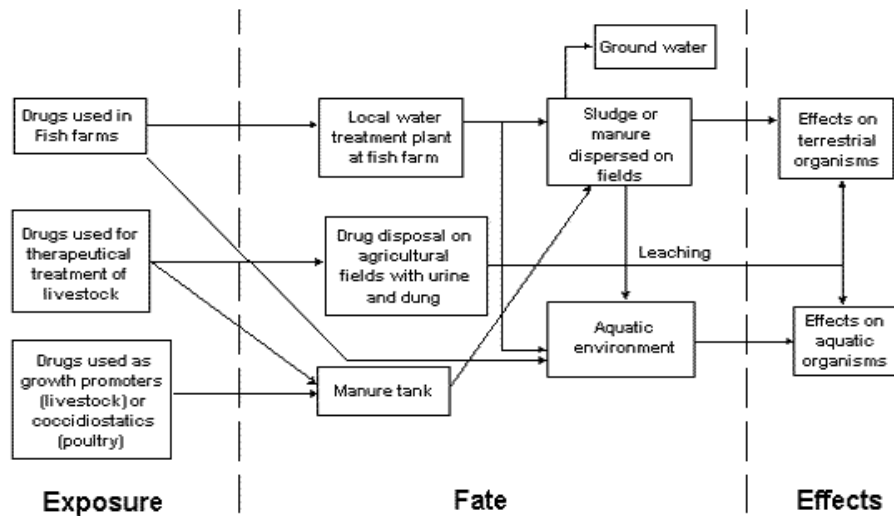 Ground water
Drugs used in
Fish farms
Local water
treatment plant
at fish farm
Sludge or
manure
dispersed on
fields
Effects on
terrestrial
organisms
Drugs used for
therapeutical
treatment of
livestock
Drug disposal on
agricultural
fields with urine
and dung
Leaching
Aquatic
environment
Effects on
aquatic
organisms
Drugs used as
growth promoters
(livestock) or
coccidiostatics
(poultry)
Manure tank
Exposure
Fate
Effects